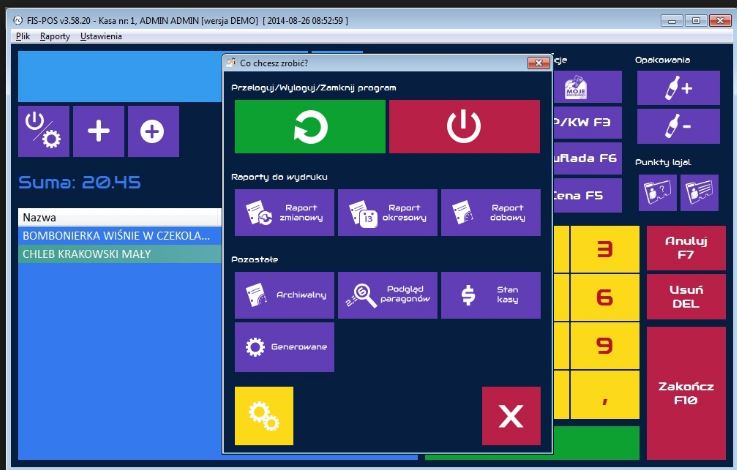 FIS-POS v3.58.20 - Kasa nr: 1, ADMIN ADMIN [wersja DEMO] [ 2014-08-26 08:52:59 ]
Plik Raporty Ustawienia
Suma: 20.45
Nazwa
BOMBONIERKA WIŚNIE W CZEKOLA...
CHLEB KRAKOWSKI MAŁY
Co chcesz zrobić?
Przeloguj/Wyloguj/Zamknij program
Raporty do wydruku
Raport
zmianowy
Raport
okresowy
13
Raport
dobowy
Pozostałe
Archiwalny
Podgląd
paragonów
Stan
kasy
Generowane
X
MOJE
/KW F3
uflada F6
Cena F5
Opakowania
+
-
Punkty lojal
3
6
9
,
Anuluj
F7
Usuń
DEL
Zakończ
F10